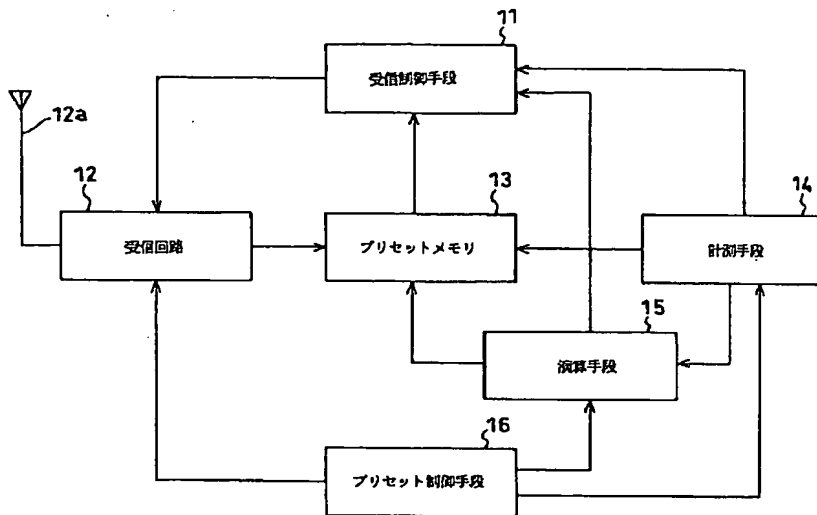 11
受信制御手段
12a
12
受信回路
13
プリセットメモリ
14
計測手段
15
演算手段
16
プリセット制御手段